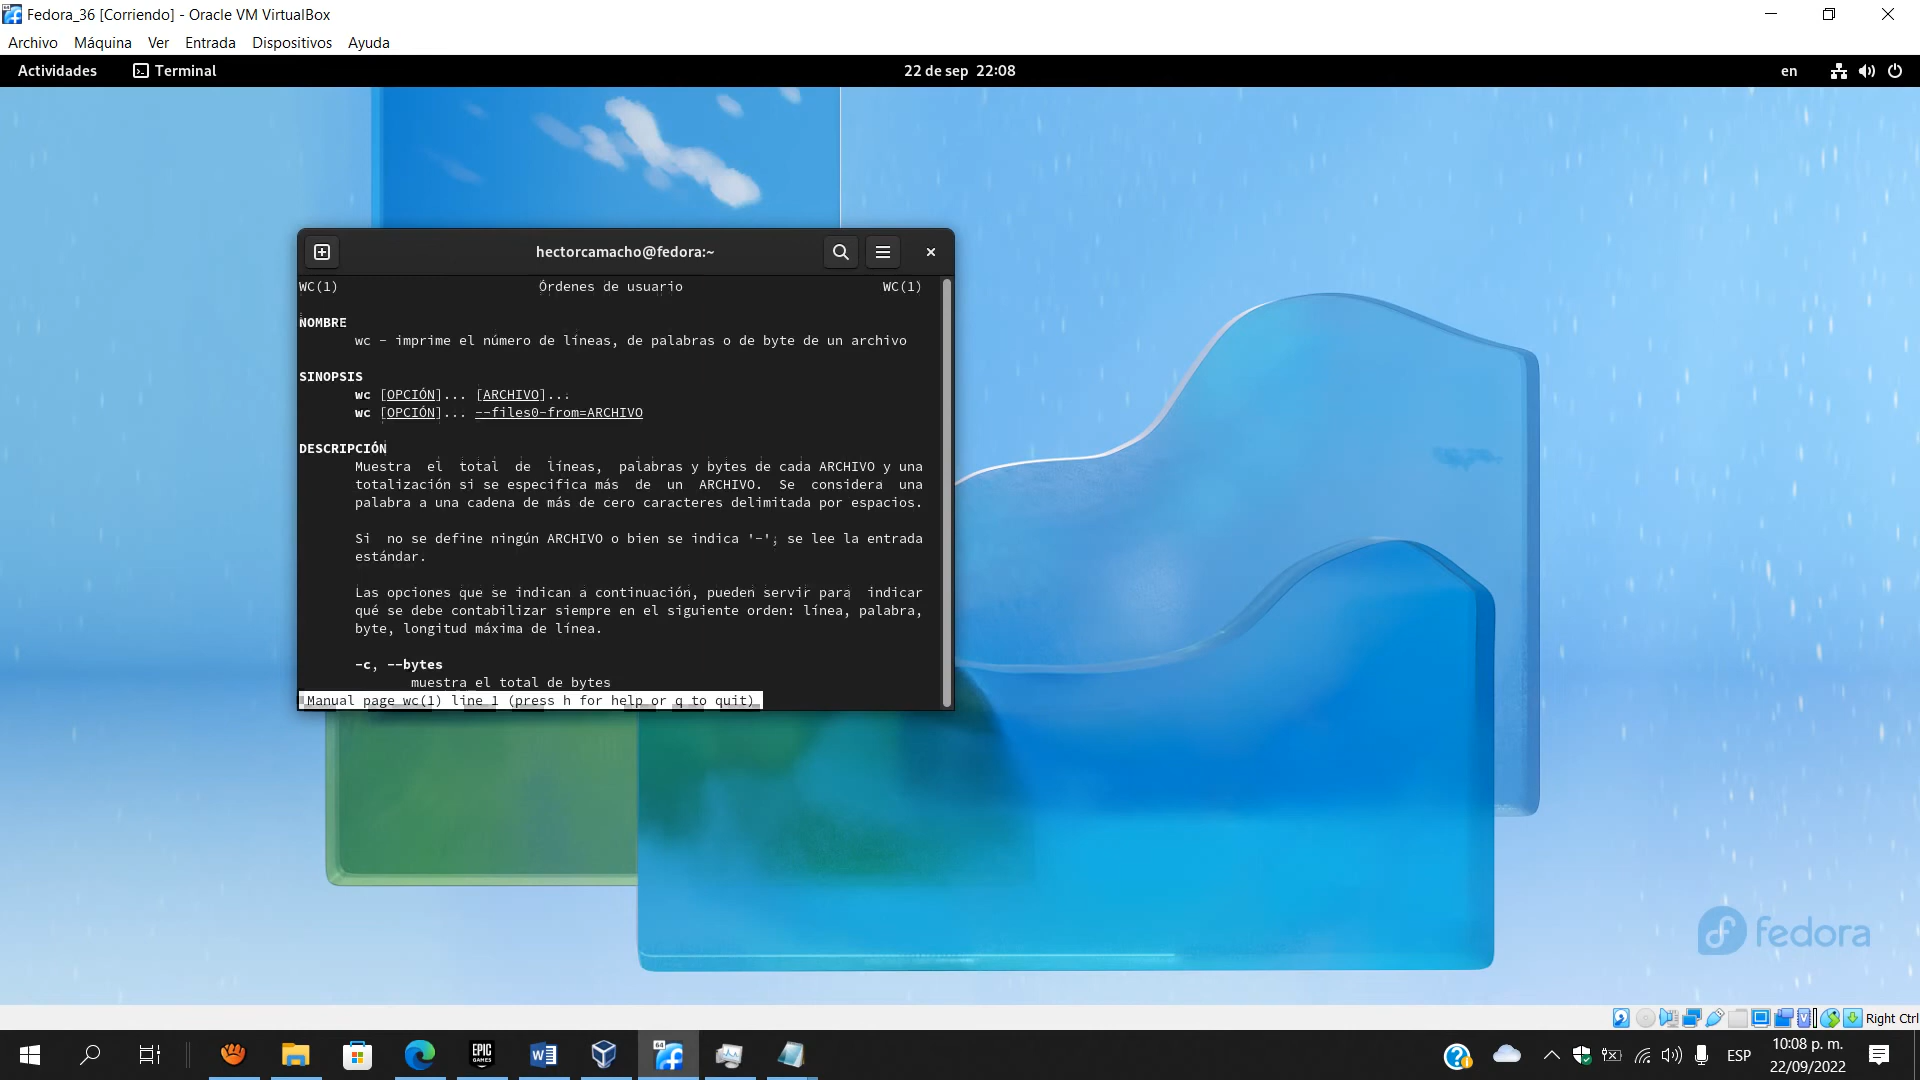 Fedora_36 [Corriendo] - Oracle VM VirtualBox
Archivo Máquina Ver Entrada Dispositivos Ayuda
Actividades Terminal 22 de sep 22:08 en
hectorcamacho@fedora:~
WC(1) Órdenes de usuario WC(1)
NOMBRE
wc - imprime el número de líneas, de palabras o de byte de un archivo
SINOPSIS
wc [OPCIÓN]... [ARCHIVO]...
wc [OPCIÓN]... --files0-from=ARCHIVO
DESCRIPCIÓN
Muestra el total de líneas, palabras y bytes de cada ARCHIVO y una
totalización si se especifica más de un ARCHIVO. Se considera una
palabra a una cadena de más de cero caracteres delimitada por espacios.
Si no se define ningún ARCHIVO o bien se indica '-', se lee la entrada
estándar.
Las opciones que se indican a continuación, pueden servir para indicar
qué se debe contabilizar siempre en el siguiente orden: línea, palabra,
byte, longitud máxima de línea.
-c, --bytes
muestra el total de bytes
Manual page wc(1) line 1 (press h for help or q to quit)
fedora
Right Ctrl
EPIC
GAMES
64
ESP
10:08 p. m.
22/09/2022